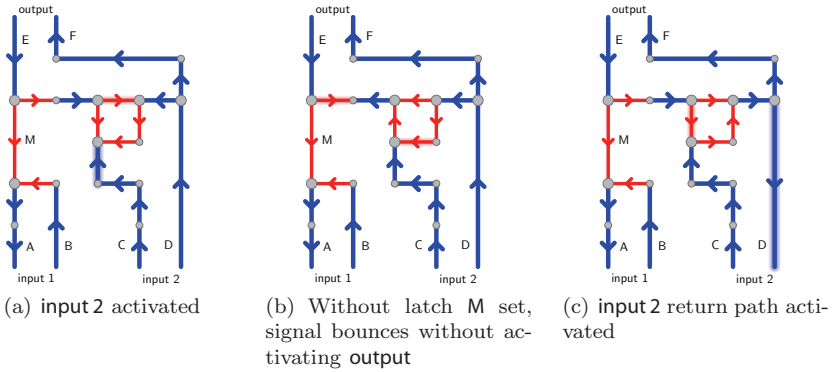 output
E
F
M
A
B
C
D
input 1
input 2
(a) input 2 activated
output
E
F
M
A
B
C
D
input 1
input 2
(b) Without latch M set,
signal bounces without ac-
tivating output
output
E
F
M
A
B
C
D
input 1
input 2
(c) input 2 return path acti-
vated